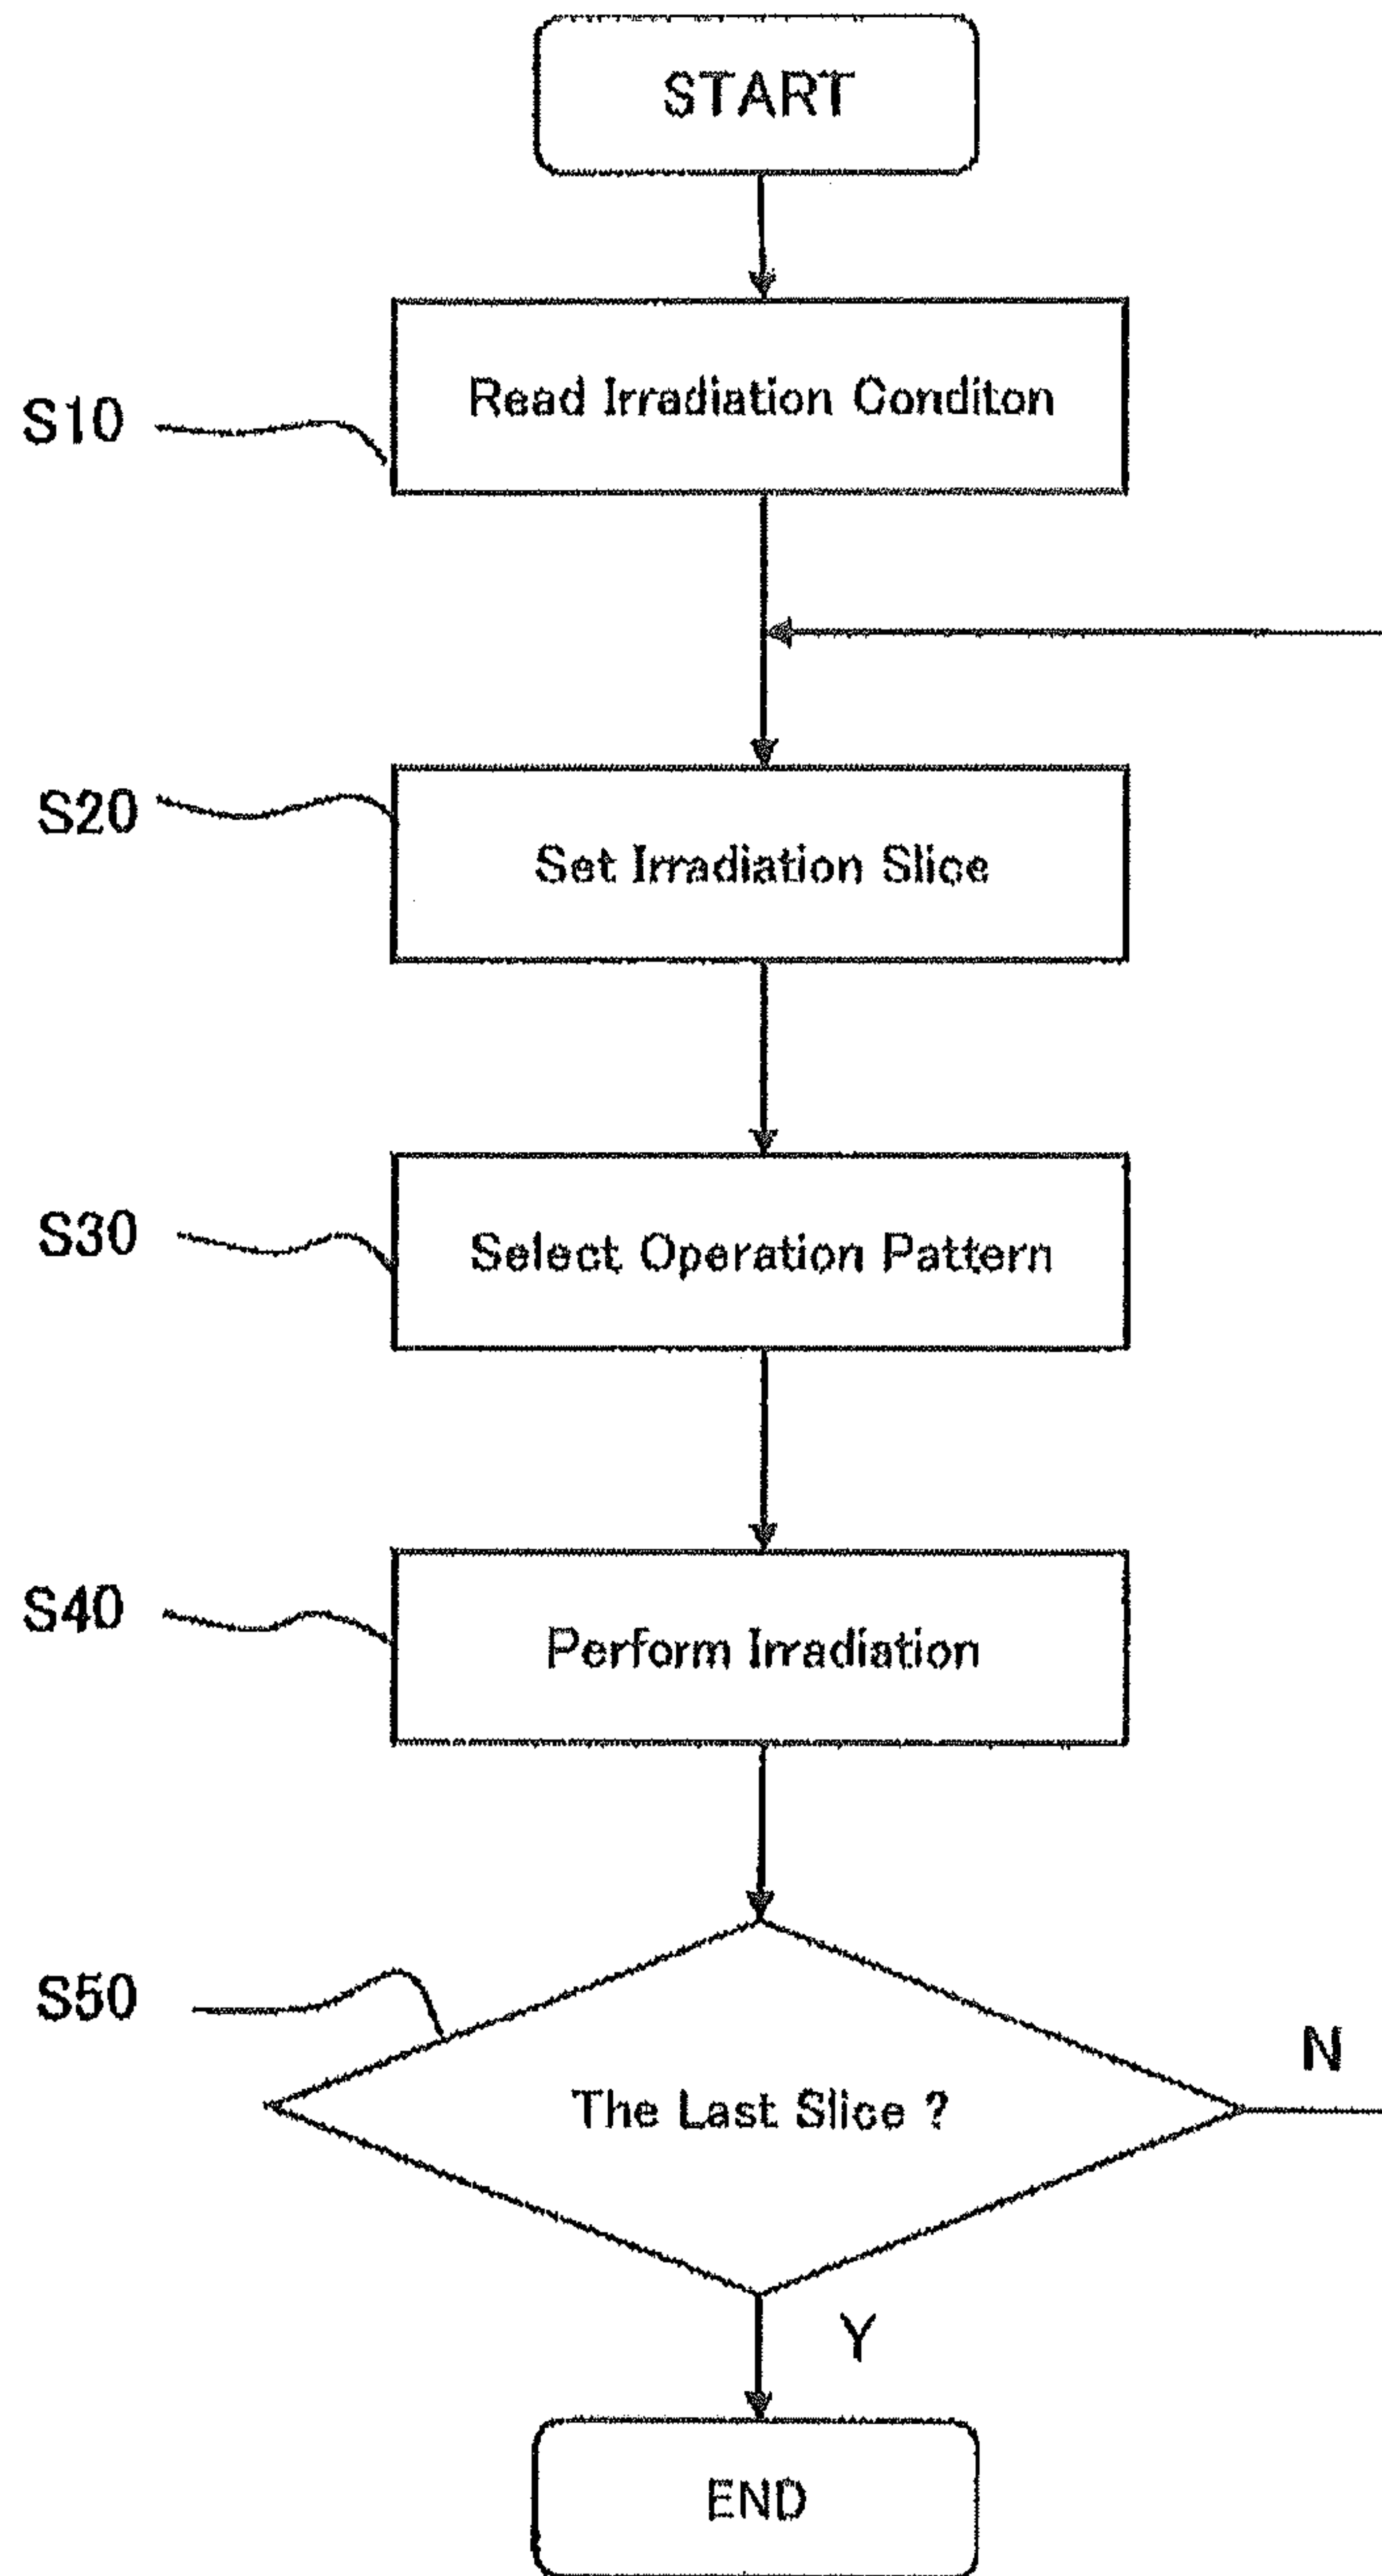 START
S10
Read Irradiation Conditon
S20
Set Irradiation Slice
S30
Select Operation Pattern
S40
Perform Irradiation
S50
The Last Slice ?
N
Y
END